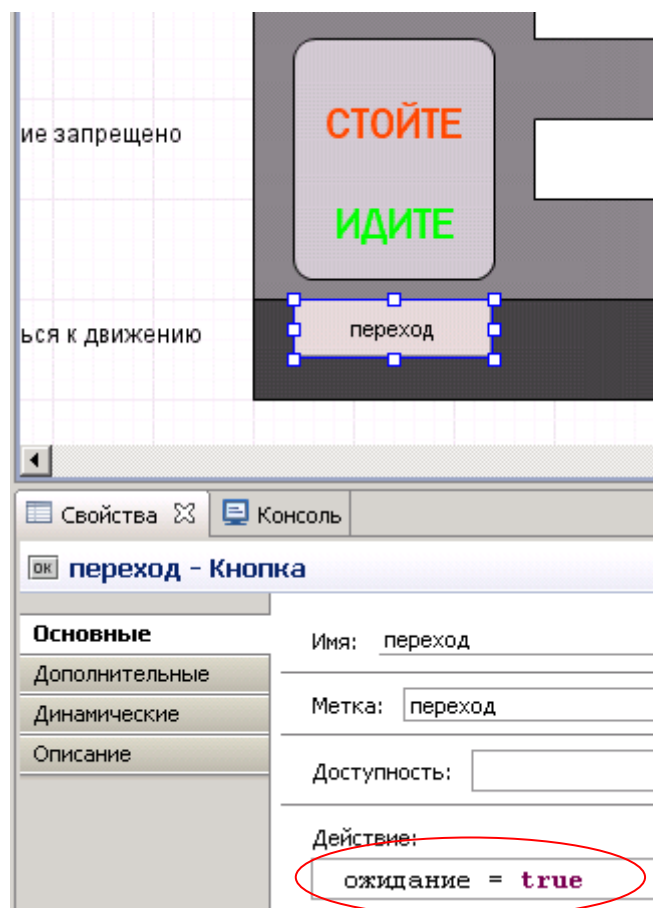 СТОЙТЕ
ие запрещено
ИДИТЕ
ься к движению
переход
Свойства Консоль
OK переход - Кнопка
Основные
Дополнительные
Динамические
Описание
Имя: переход
Метка: переход
Доступность:
Действие:
ожидание = true